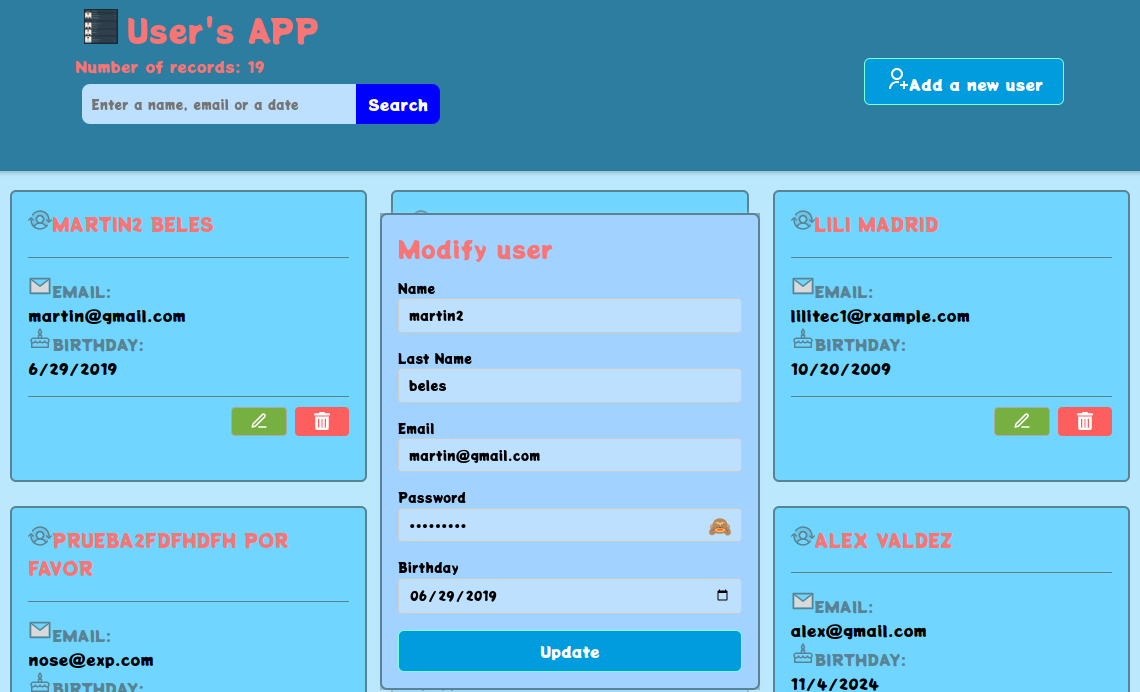 User's APP
Number of records: 19
Enter a name, email or a date
Search
Add a new user
MARTIN2 BELES
EMAIL:
martin@gmail.com
BIRTHDAY:
6/29/2019
PRUEBA2FDFHDFH POR
FAVOR
EMAIL:
nose@exp.com
BIRTHDAY:
Modify user
Name
martin2
Last Name
beles
Email
martin@gmail.com
Password
•••••••••
Birthday
06/29/2019
Update
LILI MADRID
EMAIL:
lilitec1@rxample.com
BIRTHDAY:
10/20/2009
ALEX VALDEZ
EMAIL:
alex@gmail.com
BIRTHDAY:
11/4/2024